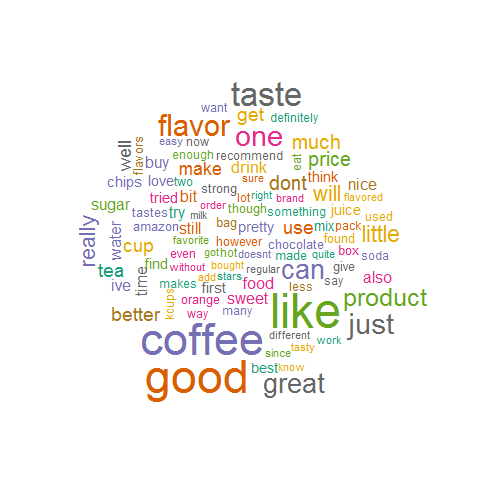 taste
want
get
definitely
flavor
one
much
easy
now
well
flavors
enough
recommend
eat
price
buy
make
drink
chips
love
two
sure
dont
think
nice
strong
tried
bit
lot
right
brand
will
flavored
sugar
order
tastes
try
milk
though
something
juice
used
really
water
amazon
still
bag
pretty
use
mix
pack
little
cup
favorite
however
chocolate
found
even
got
hot
doesnt
made
quite
box
tea
find
without
bought
regular
can
give
ive
time
makes
add
stars
food
say
also
first
less
kcups
orange
sweet
like
product
better
way
many
just
coffee
different
work
since
tasty
good
best
know
great